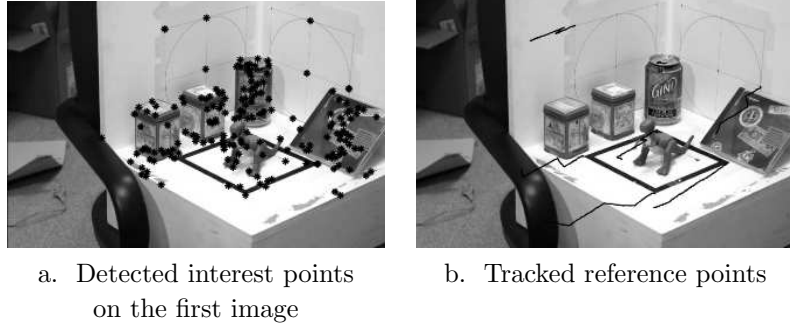 GINI
a. Detected interest points
on the first image
b. Tracked reference points